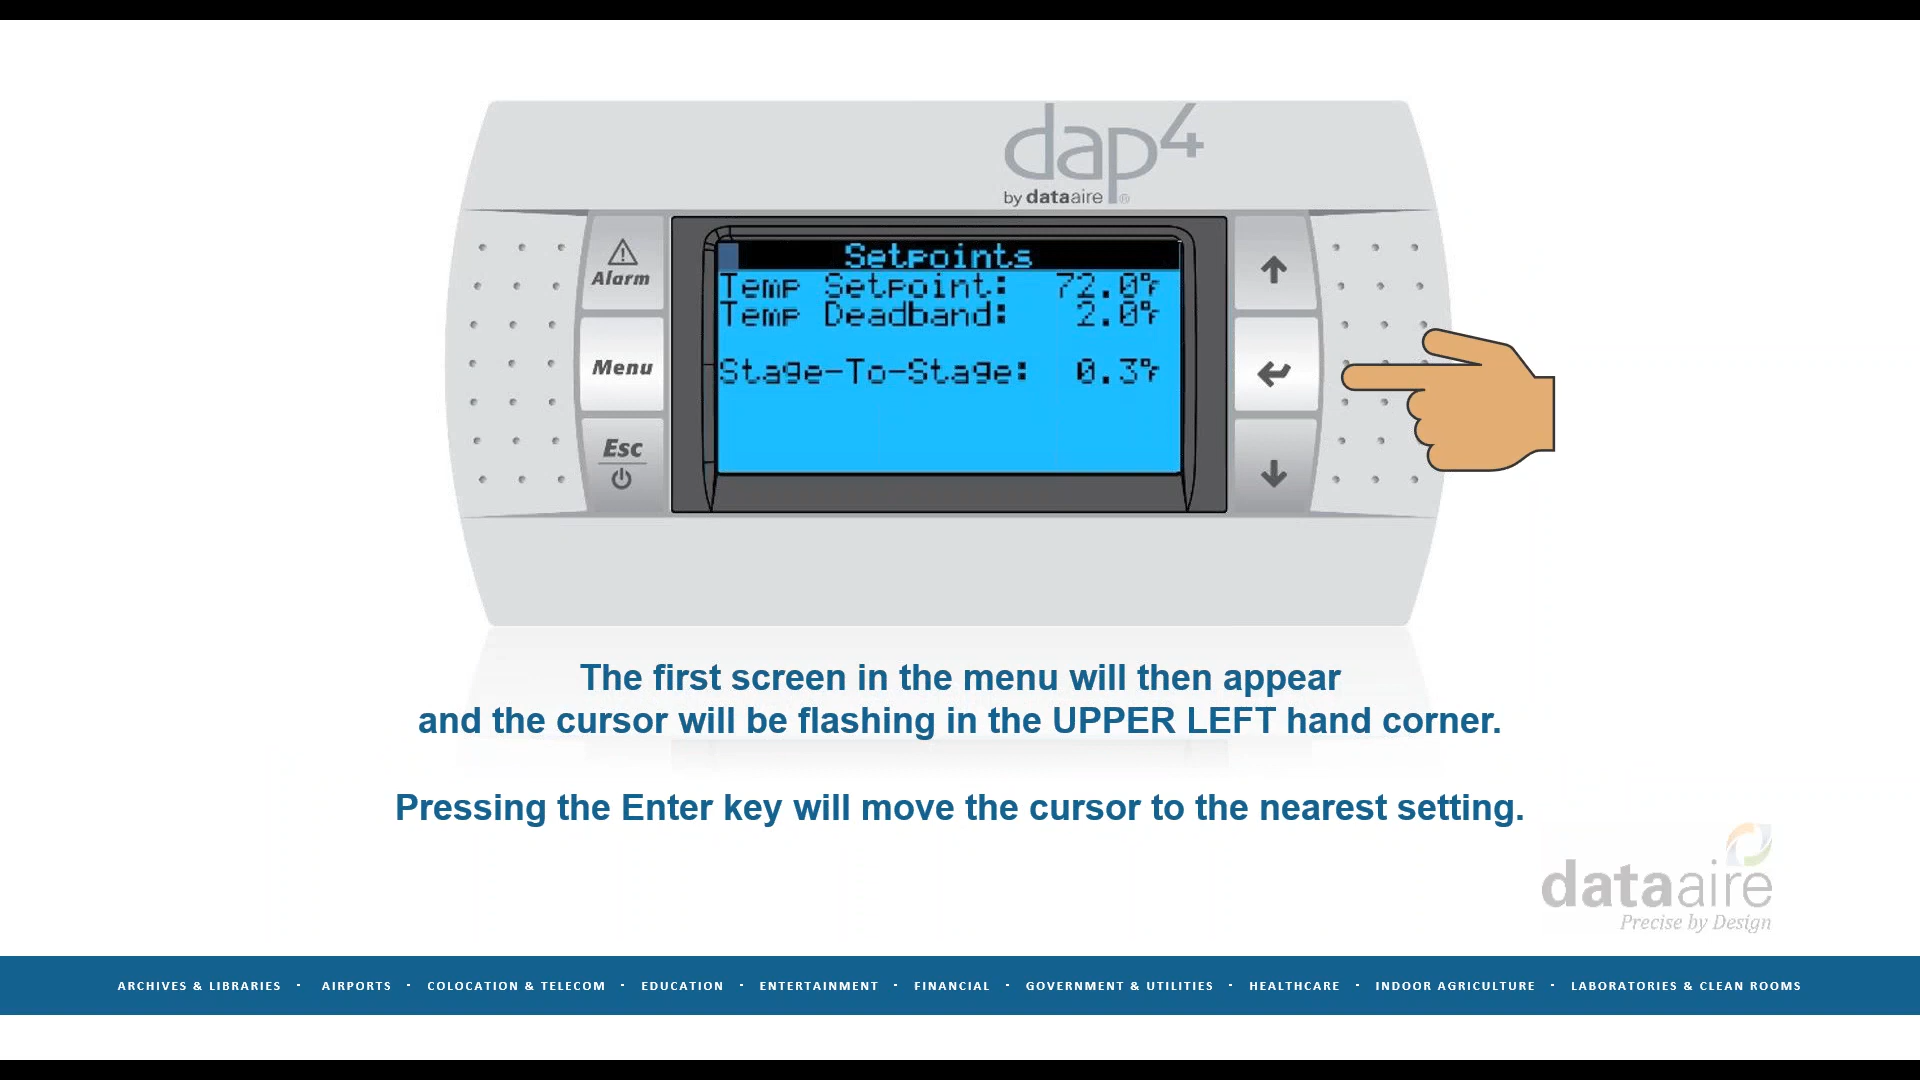 dap4
by dataaire®
Alarm
Menu
Esc
Setpoints
Temp Setpoint: 72.0°F
Temp Deadband: 2.0°F
Stage-To-Stage: 0.3°F
The first screen in the menu will then appear
and the cursor will be flashing in the UPPER LEFT hand corner.
Pressing the Enter key will move the cursor to the nearest setting.
dataaire
Precise by Design
ARCHIVES & LIBRARIES · AIRPORTS · COLOCATION & TELECOM · EDUCATION · ENTERTAINMENT · FINANCIAL · GOVERNMENT & UTILITIES · HEALTHCARE · INDOOR AGRICULTURE · LABORATORIES & CLEAN ROOMS